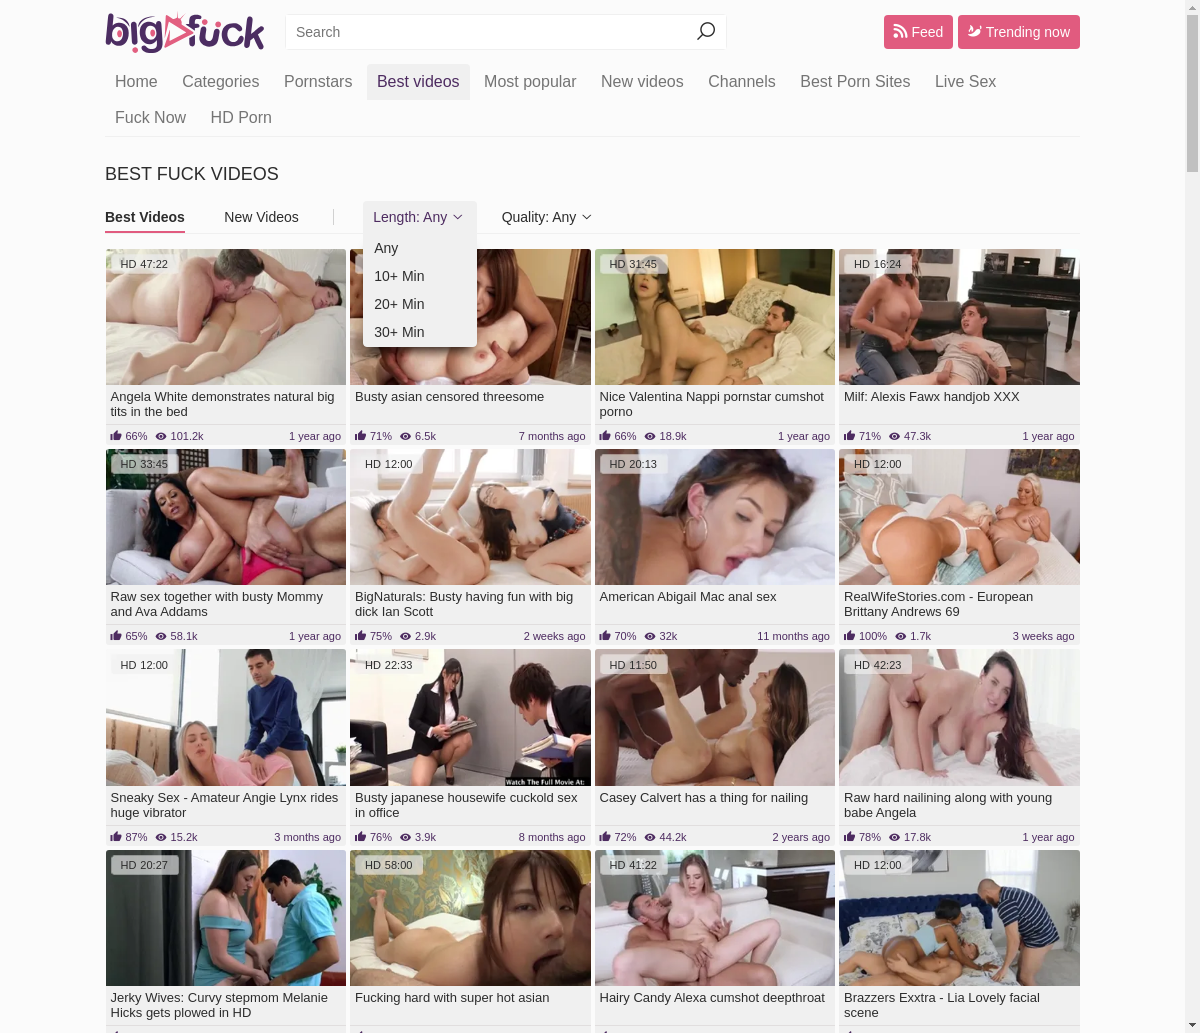 bigfuck
Search
Feed
Trending now
Home Categories Pornstars Best videos Most popular New videos Channels Best Porn Sites Live Sex
Fuck Now HD Porn
BEST FUCK VIDEOS
Best Videos New Videos Length: Any Quality: Any
Any
10+ Min
20+ Min
30+ Min
HD 47:22
HD 31:45
HD 16:24
Angela White demonstrates natural big
tits in the bed
66% 101.2k 1 year ago
Busty asian censored threesome
71% 6.5k 7 months ago
Nice Valentina Nappi pornstar cumshot
porno
66% 18.9k 1 year ago
Milf: Alexis Fawx handjob XXX
71% 47.3k 1 year ago
HD 33:45
HD 12:00
HD 20:13
HD 12:00
Raw sex together with busty Mommy
and Ava Addams
65% 58.1k 1 year ago
BigNaturals: Busty having fun with big
dick Ian Scott
75% 2.9k 2 weeks ago
American Abigail Mac anal sex
70% 32k 11 months ago
RealWifeStories.com - European
Brittany Andrews 69
100% 1.7k 3 weeks ago
HD 12:00
HD 22:33
HD 11:50
HD 42:23
Watch The Full Movie At:
Sneaky Sex - Amateur Angie Lynx rides
huge vibrator
87% 15.2k 3 months ago
Busty japanese housewife cuckold sex
in office
76% 3.9k 8 months ago
Casey Calvert has a thing for nailing
72% 44.2k 2 years ago
Raw hard nailining along with young
babe Angela
78% 17.8k 1 year ago
HD 20:27
HD 58:00
HD 41:22
HD 12:00
Jerky Wives: Curvy stepmom Melanie
Hicks gets plowed in HD
Fucking hard with super hot asian
Hairy Candy Alexa cumshot deepthroat
Brazzers Exxtra - Lia Lovely facial
scene